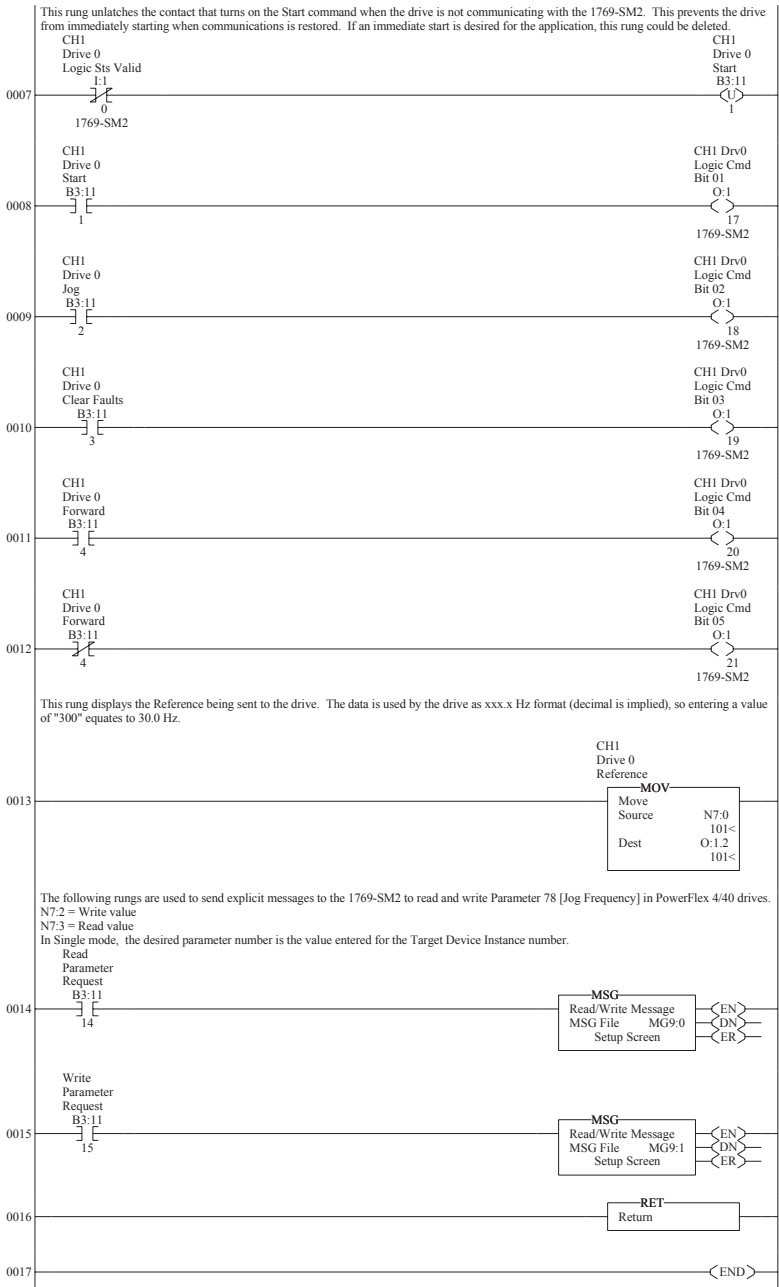 This rung unlatches the contact that turns on the Start command when the drive is not communicating with the 1769-SM2. This prevents the drive
from immediately starting when communications is restored. If an immediate start is desired for the application, this rung could be deleted.
CH1
Drive 0
Logic Sts Valid
I:1
0
1769-SM2
CH1
Drive 0
Start
B3:11
U
1
0007
CH1
Drive 0
Start
B3:11
1
CH1 Drv0
Logic Cmd
Bit 01
O:1
17
1769-SM2
0008
CH1
Drive 0
Jog
B3:11
2
CH1 Drv0
Logic Cmd
Bit 02
O:1
18
1769-SM2
0009
CH1
Drive 0
Clear Faults
B3:11
3
CH1 Drv0
Logic Cmd
Bit 03
O:1
19
1769-SM2
0010
CH1
Drive 0
Forward
B3:11
4
CH1 Drv0
Logic Cmd
Bit 04
O:1
20
1769-SM2
0011
CH1
Drive 0
Forward
B3:11
4
CH1 Drv0
Logic Cmd
Bit 05
O:1
21
1769-SM2
0012
This rung displays the Reference being sent to the drive. The data is used by the drive as xxx.x Hz format (decimal is implied), so entering a value
of "300" equates to 30.0 Hz.
CH1
Drive 0
Reference
MOV
Move
Source N7:0
101<
Dest O:1.2
101<
0013
The following rungs are used to send explicit messages to the 1769-SM2 to read and write Parameter 78 [Jog Frequency] in PowerFlex 4/40 drives.
N7:2 = Write value
N7:3 = Read value
In Single mode, the desired parameter number is the value entered for the Target Device Instance number.
Read
Parameter
Request
B3:11
14
MSG
Read/Write Message
MSG File MG9:0
Setup Screen
EN
DN
ER
0014
Write
Parameter
Request
B3:11
15
MSG
Read/Write Message
MSG File MG9:1
Setup Screen
EN
DN
ER
0015
RET
Return
0016
0017
END